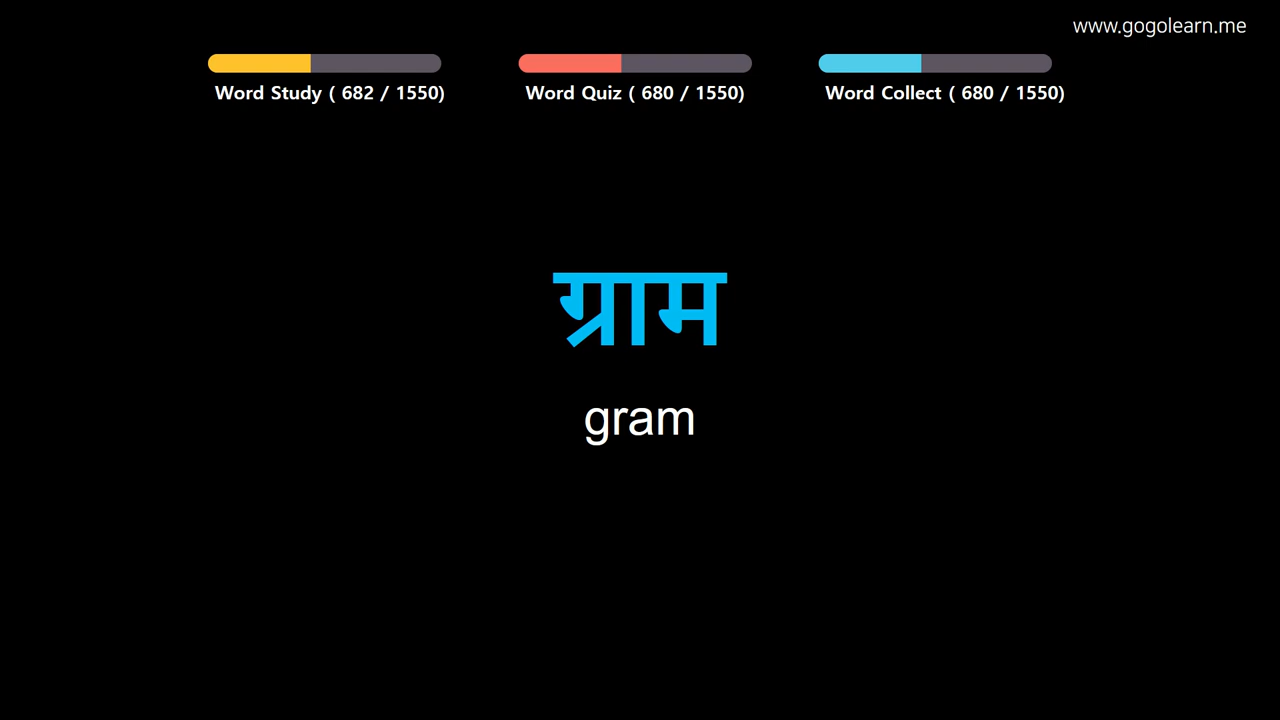 www.gogolearn.me
Word Study ( 682 / 1550)
Word Quiz ( 680 / 1550)
Word Collect ( 680 / 1550)
ग्राम
gram